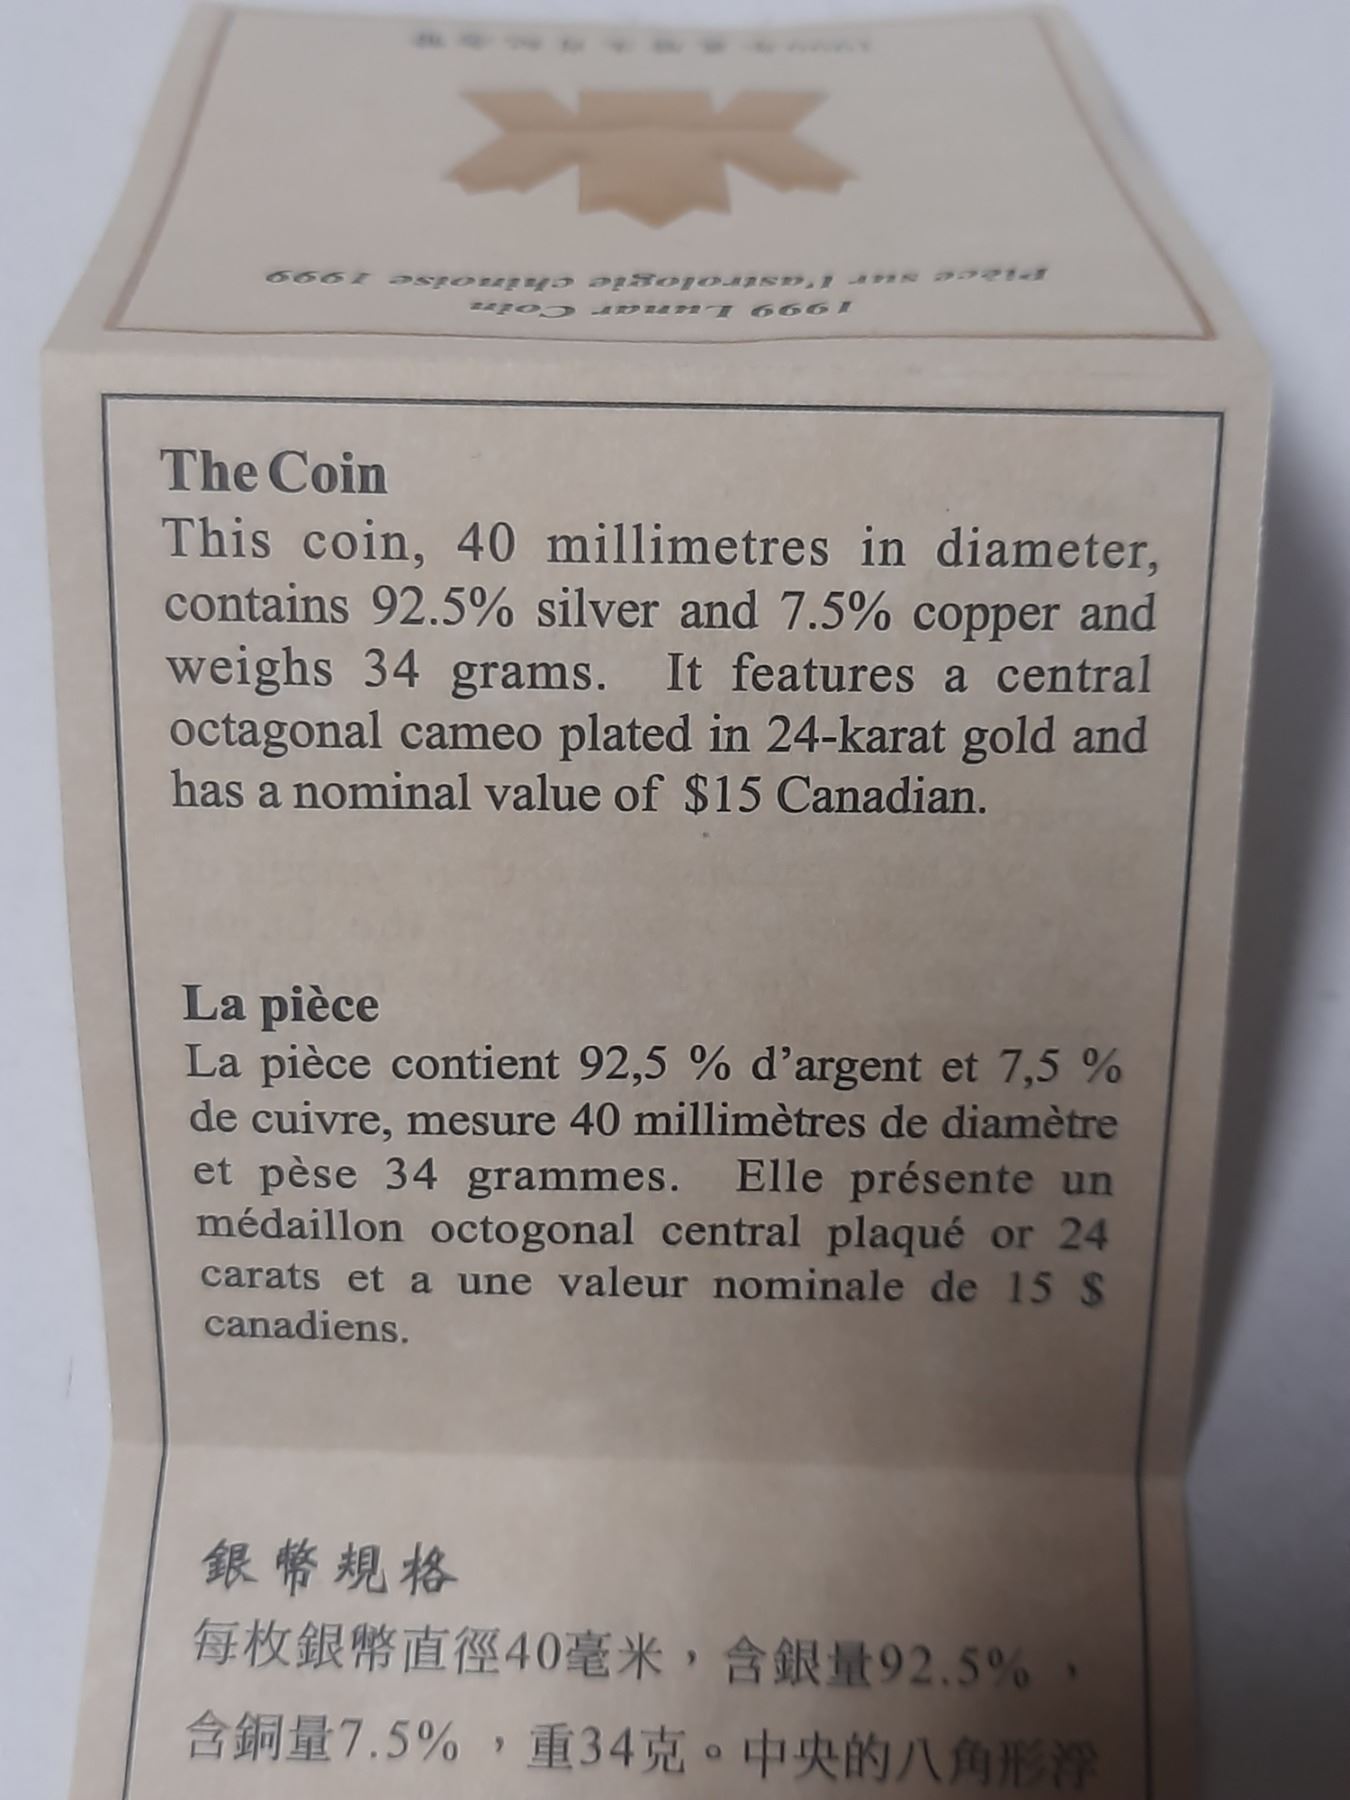 Pièce sur l'astrologie chinoise 1999
1999 Lunar Coin
The Coin
This coin, 40 millimetres in diameter,
contains 92.5% silver and 7.5% copper and
weighs 34 grams. It features a central
octagonal cameo plated in 24-karat gold and
has a nominal value of $15 Canadian.
La pièce
La pièce contient 92,5 % d’argent et 7,5 %
de cuivre, mesure 40 millimètres de diamètre
et pèse 34 grammes. Elle présente un
médaillon octogonal central plaqué or 24
carats et a une valeur nominale de 15 $
canadiens.
銀幣規格
每枚銀幣直徑40毫米，含銀量92.5%，
含銅量7.5%，重34克。中央的八角形浮